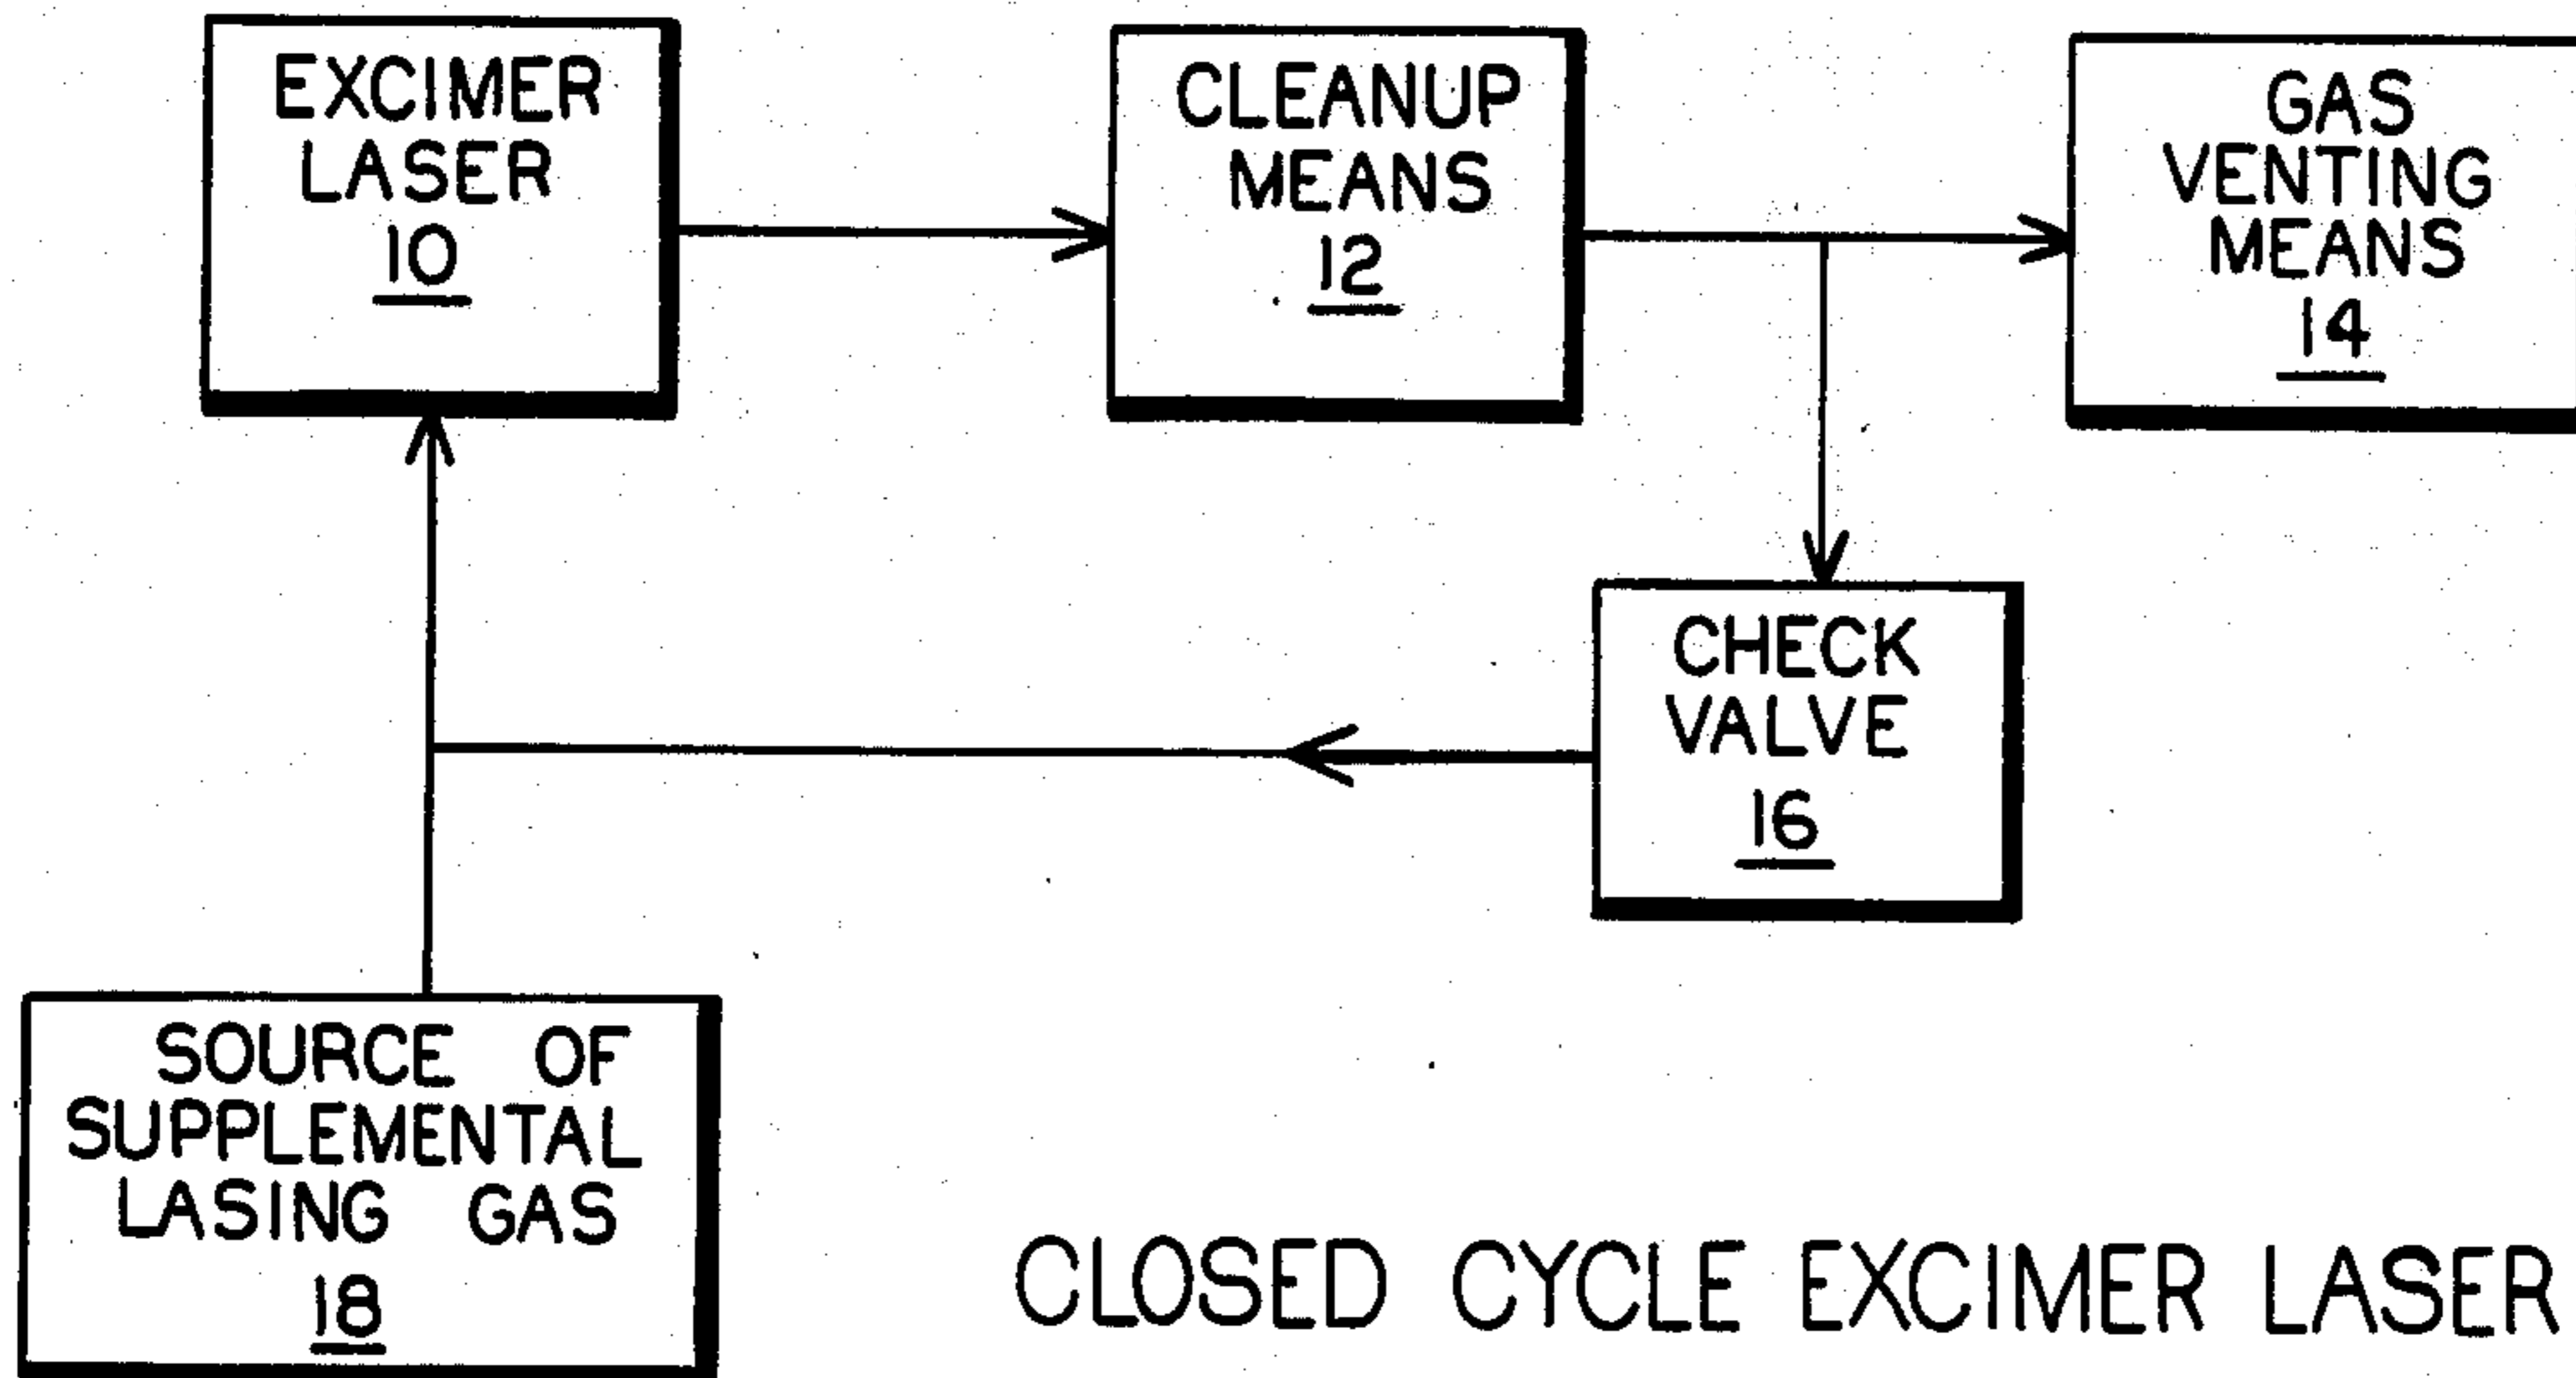 EXCIMER
LASER
10
CLEANUP
MEANS
12
GAS
VENTING
MEANS
14
CHECK
VALVE
16
SOURCE OF
SUPPLEMENTAL
LASING GAS
18
CLOSED CYCLE EXCIMER LASER